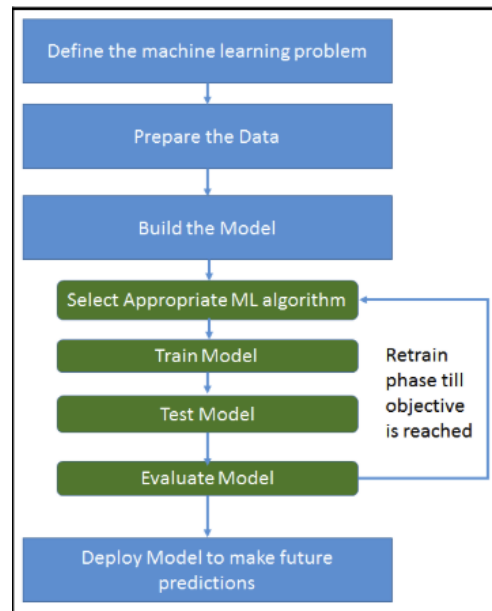 Define the machine learning problem
Prepare the Data
Build the Model
Select Appropriate ML algorithm
Train Model
Test Model
Evaluate Model
Retrain
phase till
objective
is reached
Deploy Model to make future
predictions